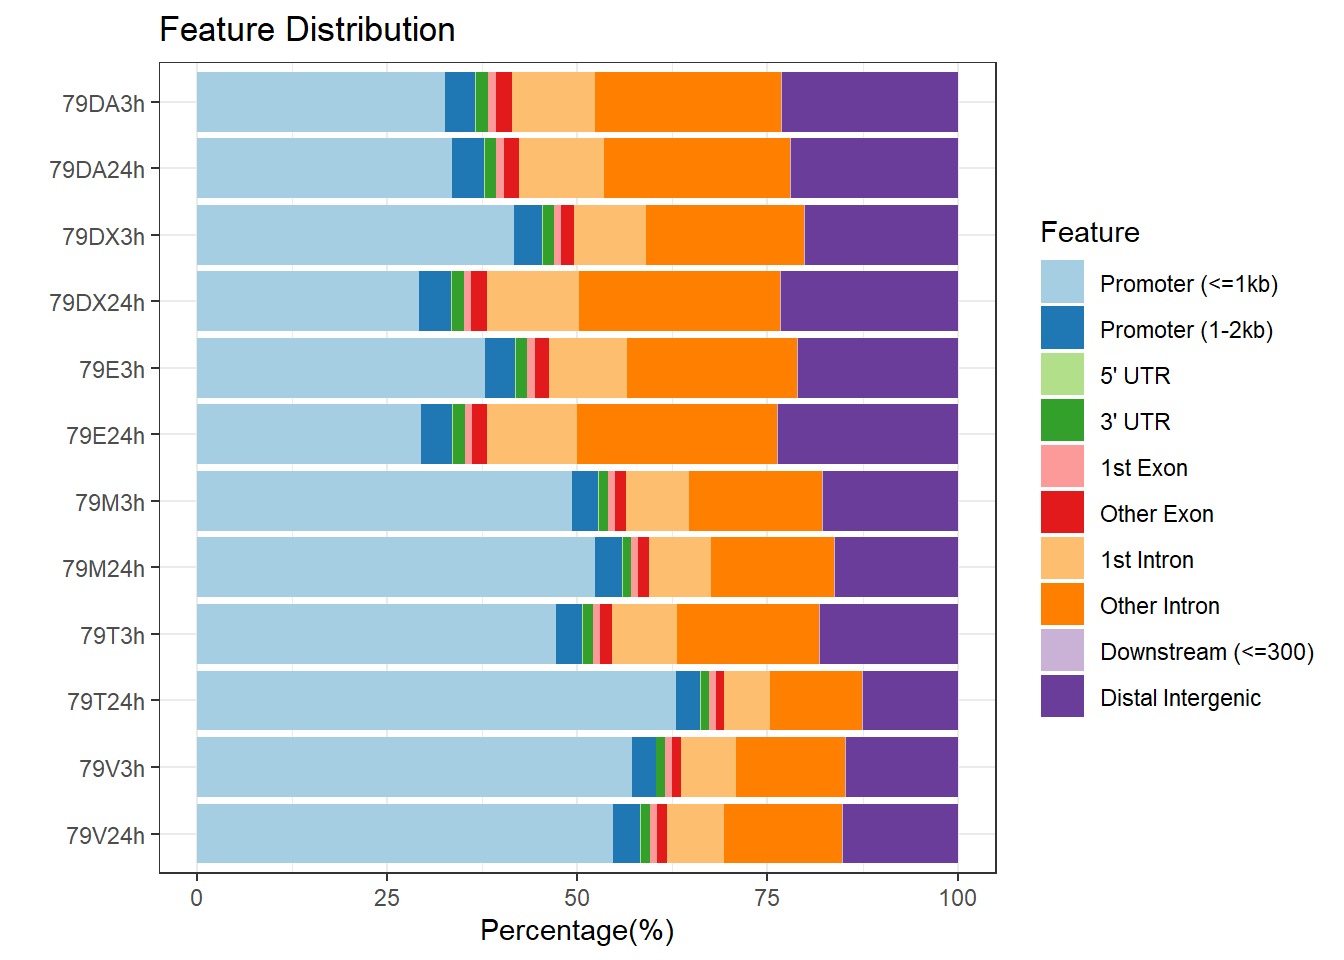 Feature Distribution
79DA3h
79DA24h
79DX3h
79DX24h
79E3h
79E24h
79M3h
79M24h
79T3h
79T24h
79V3h
79V24h
0 25 50 75 100
Percentage(%)
Feature
Promoter (<=1kb)
Promoter (1-2kb)
5' UTR
3' UTR
1st Exon
Other Exon
1st Intron
Other Intron
Downstream (<=300)
Distal Intergenic